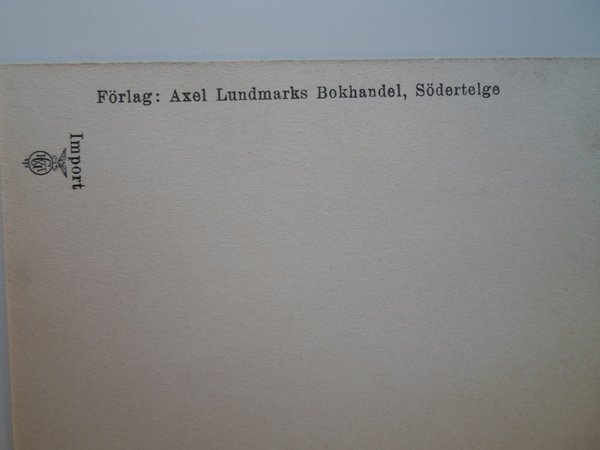 Förlag: Axel Lundmarks Bokhandel, Södertelge
Import